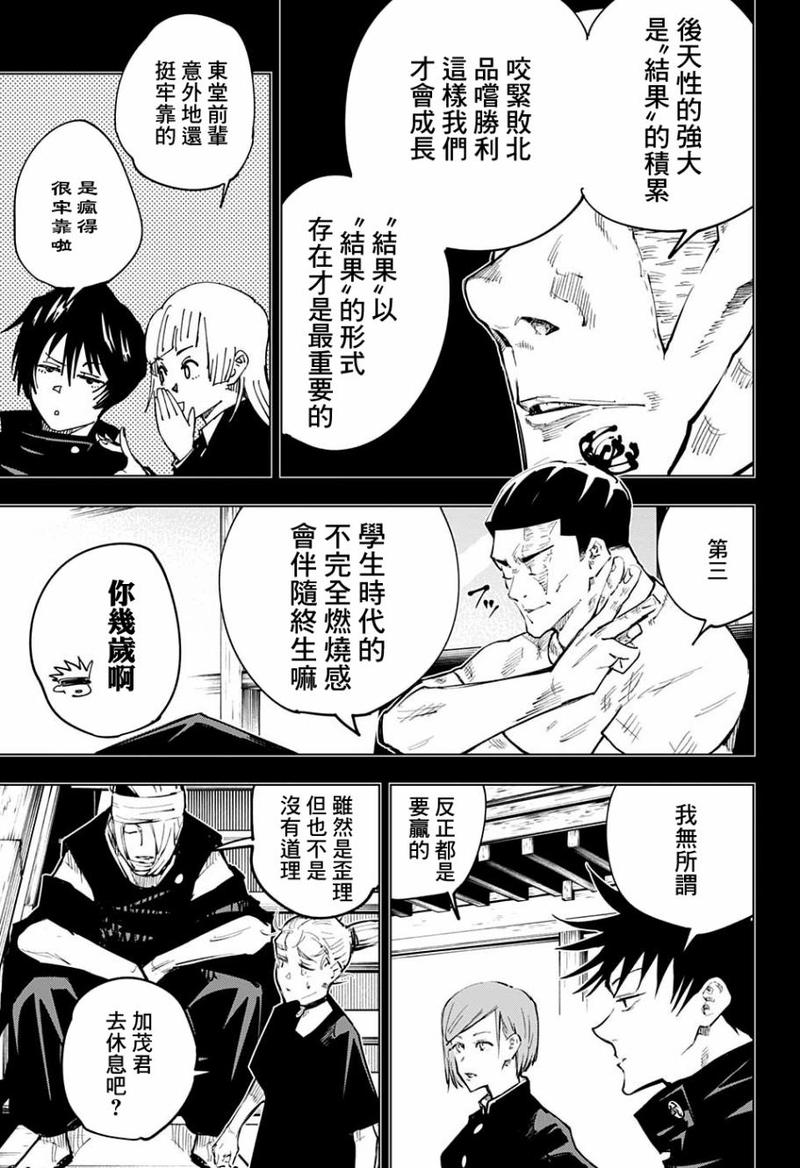 後天性的強大
是〝結果〞的積累
咬緊敗北
品嚐勝利
這樣我們
才會成長
〝結果〞以
〝結果〞的形式
存在才是最重要的
東堂前輩
意外地還
挺牢靠的
是瘋得
很牢靠啦
第三
學生時代的
不完全燃燒感
會伴隨終生嘛
你幾歲啊
我無所謂
反正都是
要贏的
雖然是歪理
但也不是
沒有道理
加茂君
去休息吧?